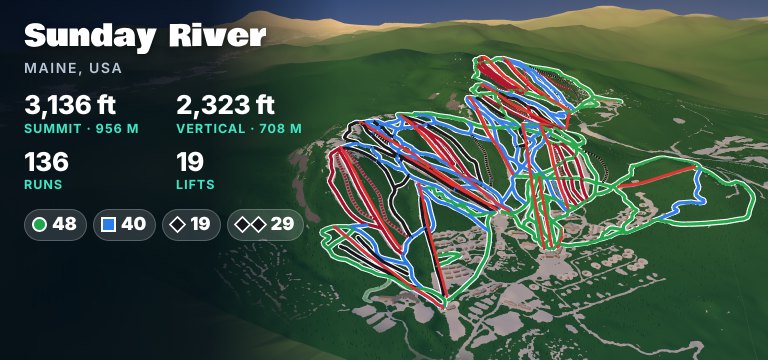 Sunday River
MAINE, USA
3,136 ft
2,323 ft
SUMMIT · 956 M
VERTICAL · 708 M
136
19
RUNS
LIFTS
48
40
19
29